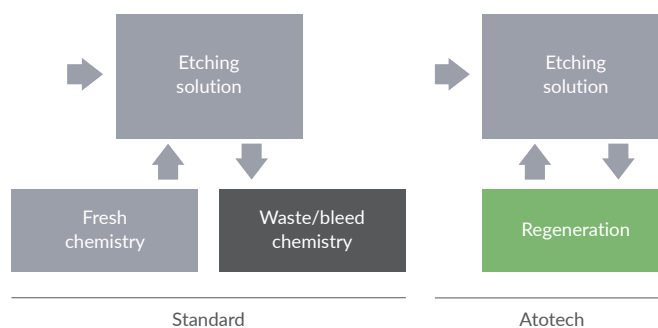 Etching
solution
Etching
solution
Fresh
chemistry
Waste/bleed
chemistry
Regeneration
Standard
Atotech